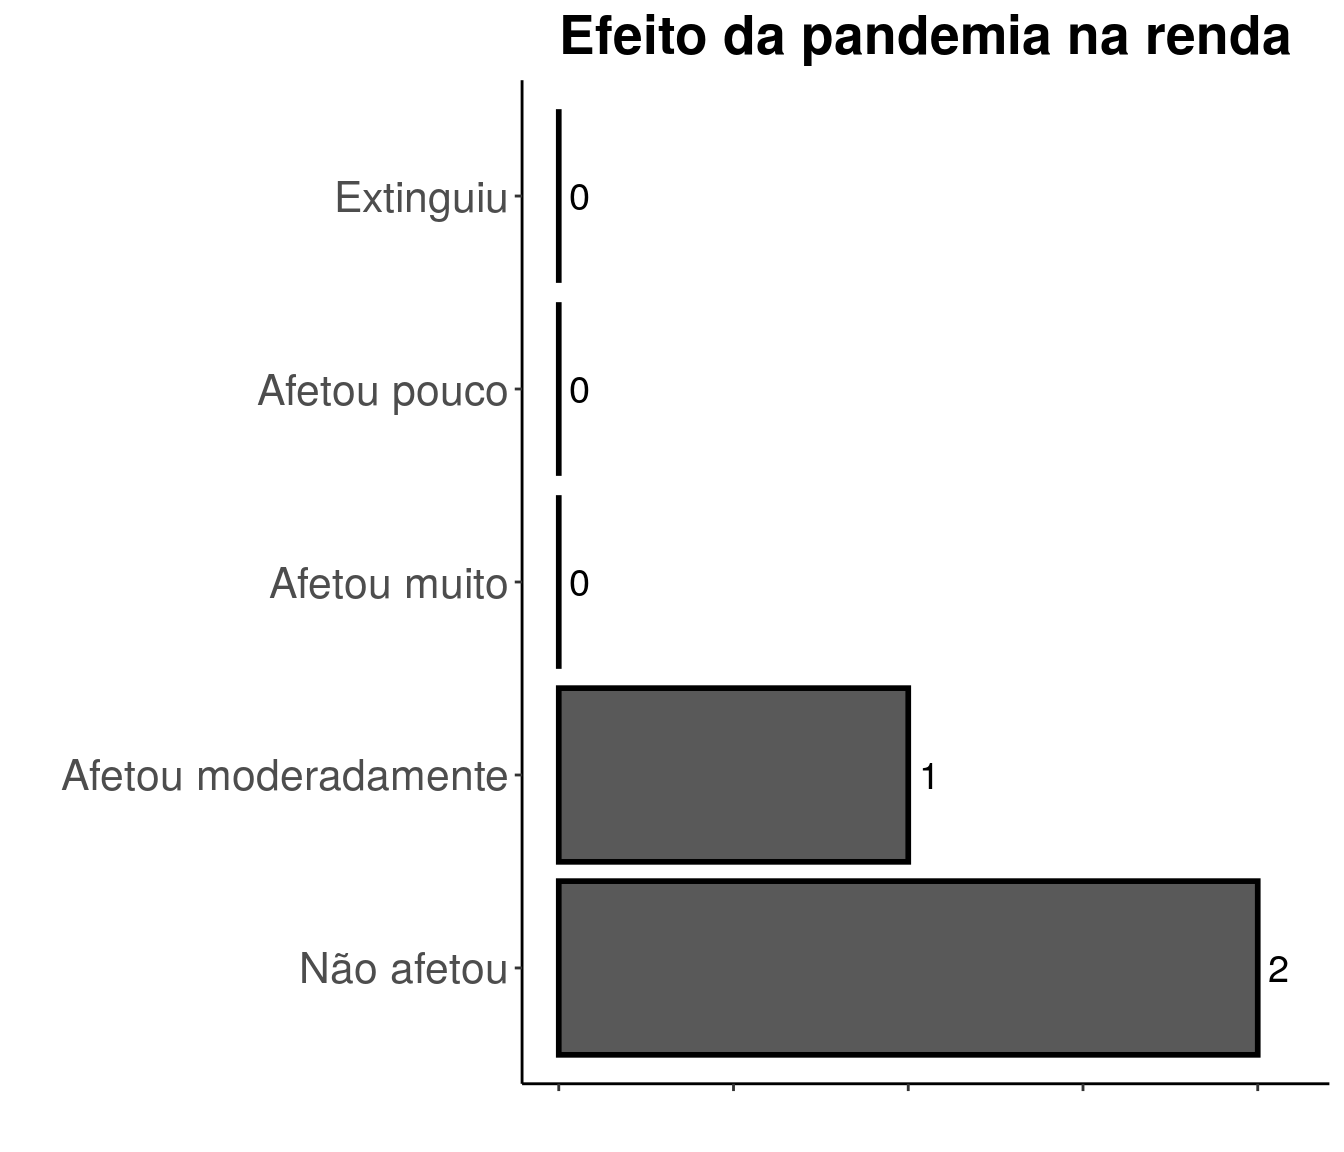 Efeito da pandemia na renda
Extinguiu 0
Afetou pouco 0
Afetou muito 0
Afetou moderadamente 1
Não afetou 2